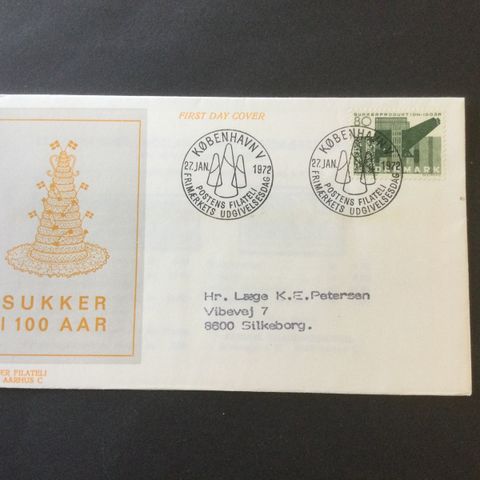 FIRST DAY COVER
KØBENHAVN V
27. JAN. 1972
POSTENS FILATELI
FRIMÆRKETS UDGIVELSESDAG
KØBENHAVN V
27. JAN. 1972
POSTENS FILATELI
FRIMÆRKETS UDGIVELSESDAG
80
SUKKERPRODUKTION·100ÅR
MARK
SUKKER
I 100 AAR
Hr. Læge K.E.Petersen
Vibevej 7
8600 Silkeborg.
ER FILATELI
AARHUS C